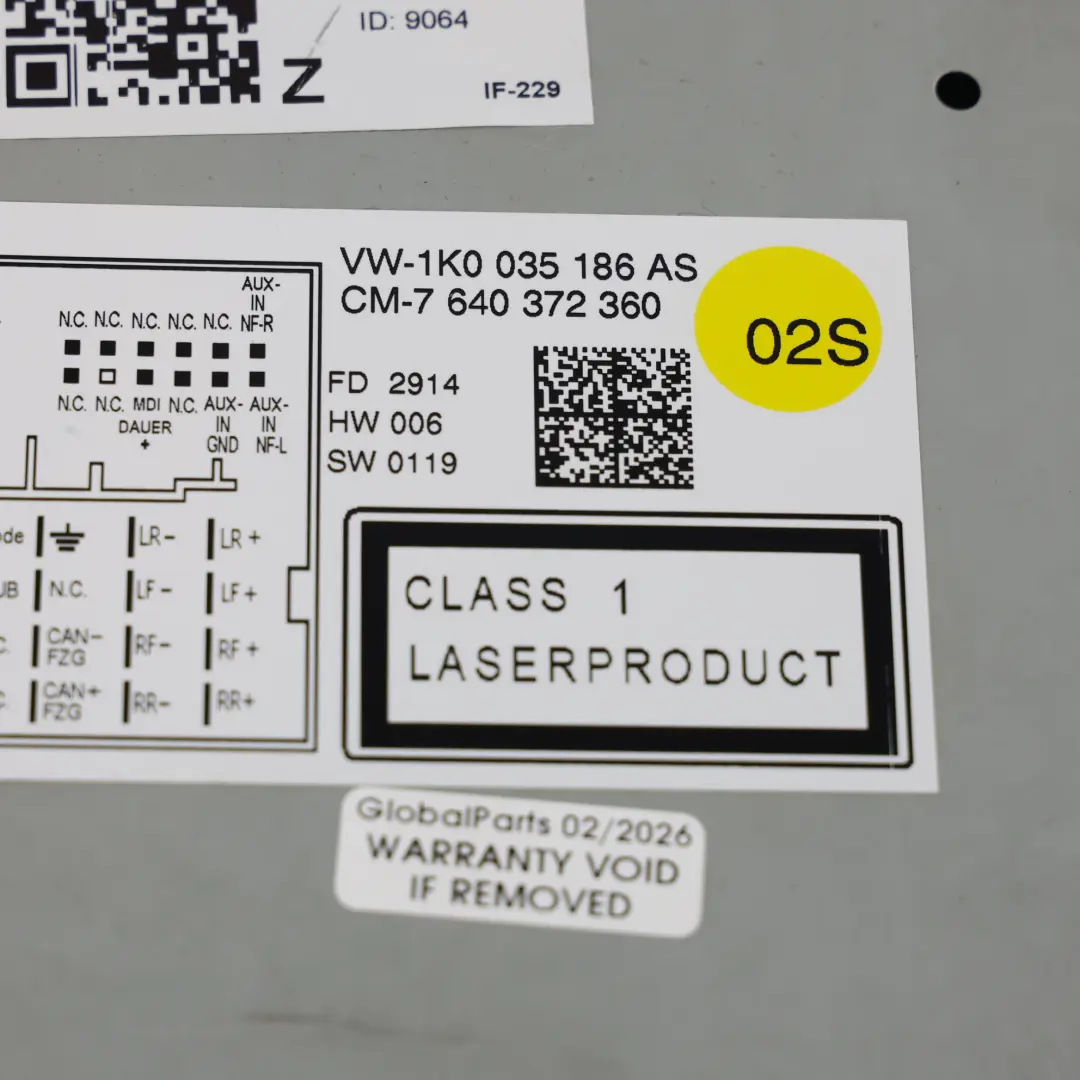 ID: 9064
Z
IF-229
VW-1K0 035 186 AS
CM-7 640 372 360
02S
FD 2914
HW 006
SW 0119
AUX-
IN
N.C. N.C. N.C. N.C. N.C. NF-R
N.C. N.C. MDI N.C. AUX- AUX-
DAUER IN IN
+ GND NF-L
LR- LR+
N.C. LF- LF+
CAN- RF- RF+
FZG
CAN+ RR- RR+
FZG
CLASS 1
LASERPRODUCT
GlobalParts 02/2026
WARRANTY VOID
IF REMOVED